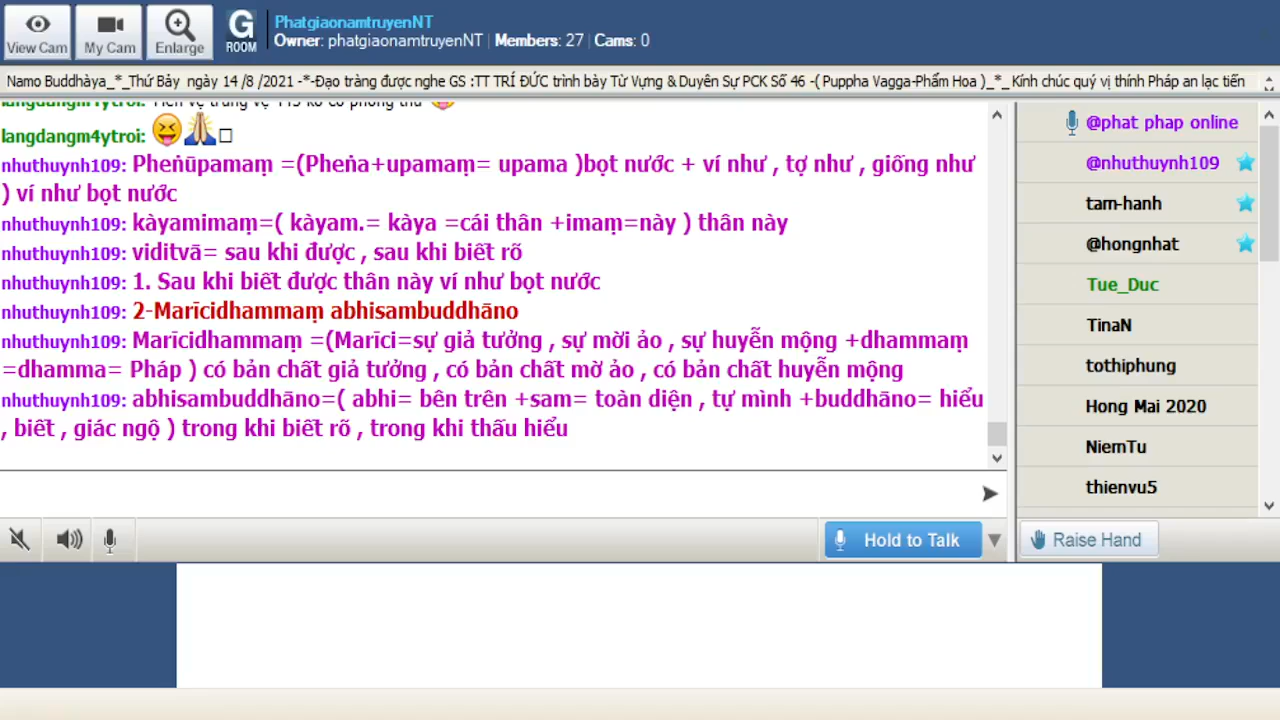 View Cam
My Cam
Enlarge
G
ROOM
PhatgiaonamtruyenNT
Owner: phatgiaonamtruyenNT | Members: 27 | Cams: 0
Namo Buddhàya_*_Thứ Bảy ngày 14 /8 /2021 -*-Đạo tràng được nghe GS :TT TRÍ ĐỨC trình bày Từ Vựng & Duyên Sự PCK Số 46 -( Puppha Vagga-Phẩm Hoa )_*_ Kính chúc quý vị thính Pháp an lạc tiến
langdangm4ytroi:
nhuthuynh109: Pheṅūpamaṃ =(Pheṅa+upamaṃ= upama )bọt nước + ví như , tợ như , giống như
) ví như bọt nước
nhuthuynh109: kàyamimaṃ=( kàyam.= kàya =cái thân +imaṃ=này ) thân này
nhuthuynh109: viditvā= sau khi được , sau khi biết rõ
nhuthuynh109: 1. Sau khi biết được thân này ví như bọt nước
nhuthuynh109: 2-Marīcidhammaṃ abhisambuddhāno
nhuthuynh109: Marīcidhammaṃ =(Marīci=sự giả tưởng , sự mời ảo , sự huyễn mộng +dhammaṃ
=dhamma= Pháp ) có bản chất giả tưởng , có bản chất mờ ảo , có bản chất huyễn mộng
nhuthuynh109: abhisambuddhāno=( abhi= bên trên +sam= toàn diện , tự mình +buddhāno= hiểu
, biết , giác ngộ ) trong khi biết rõ , trong khi thấu hiểu
@phat phap online
@nhuthuynh109
tam-hanh
@hongnhat
Tue_Duc
TinaN
tothiphung
Hong Mai 2020
NiemTu
thienvu5
Hold to Talk
Raise Hand